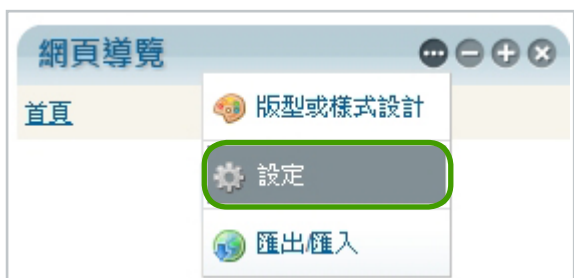 網頁導覽
首頁
版型或樣式設計
設定
匯出/匯入